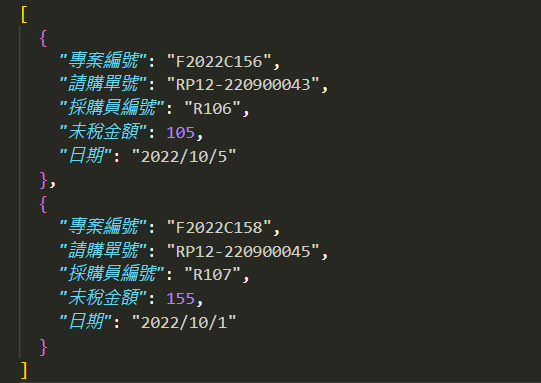 [
{
"專案編號": "F2022C156",
"請購單號": "RP12-220900043",
"採購員編號": "R106",
"未稅金額": 105,
"日期": "2022/10/5"
},
{
"專案編號": "F2022C158",
"請購單號": "RP12-220900045",
"採購員編號": "R107",
"未稅金額": 155,
"日期": "2022/10/1"
}
]